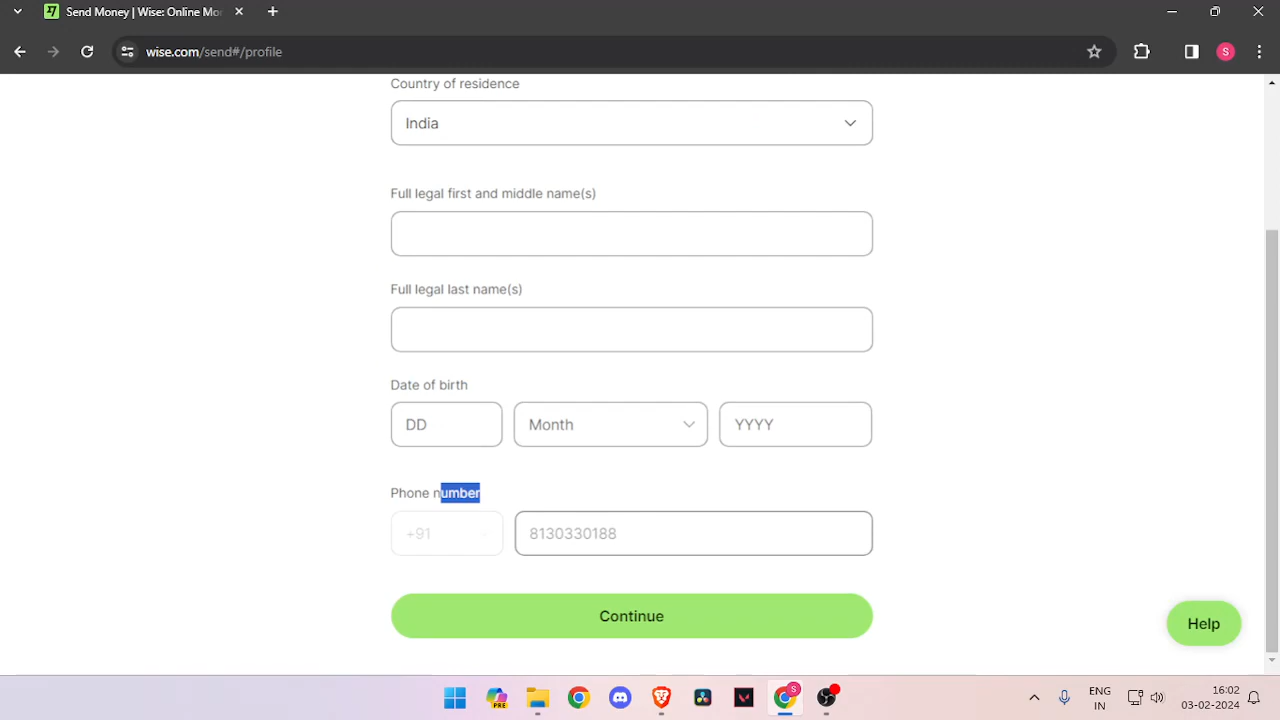 Send Money | Wise: Online Mo
wise.com/send#/profile
S
Country of residence
India
Full legal first and middle name(s)
Full legal last name(s)
Date of birth
DD Month YYYY
Phone number
+91 8130330188
Continue
Help
PRE
S
ENG
IN
16:02
03-02-2024